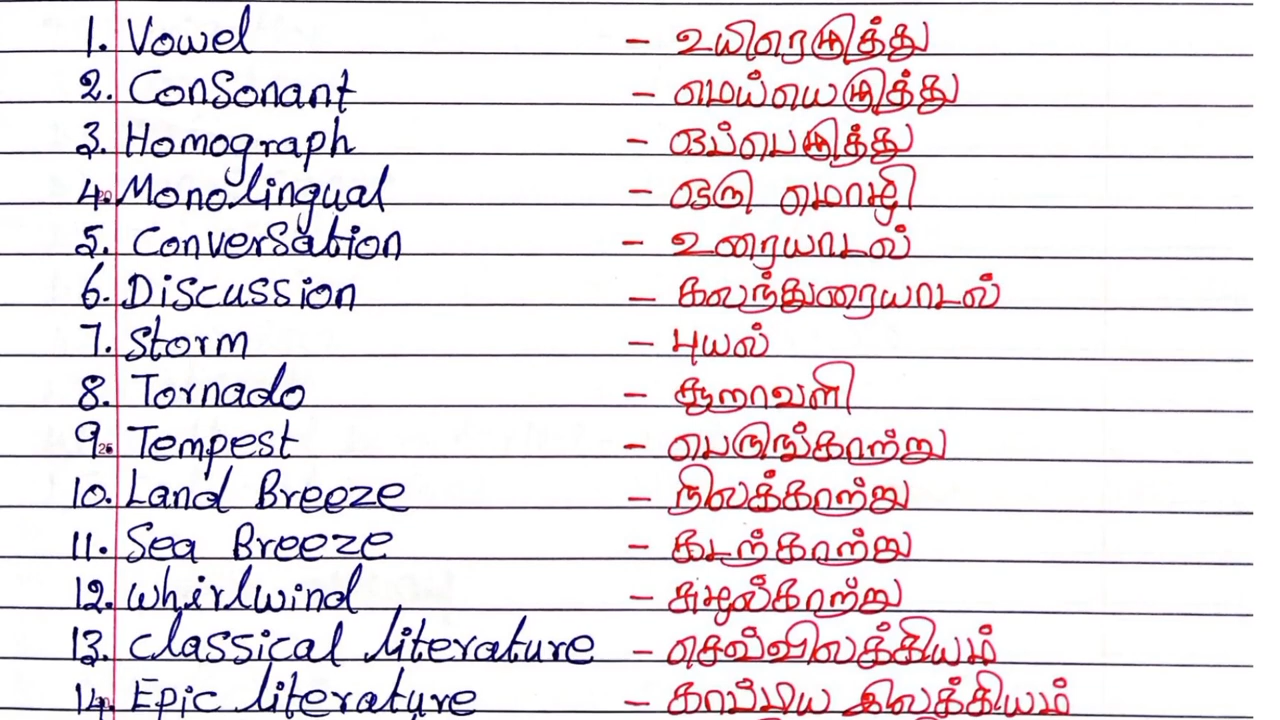 1. Vowel - உயிரெழுத்து
2. Consonant - மெய்யெழுத்து
3. Homograph - ஒப்பெழுத்து
4. Monolingual - ஒரு மொழி
5. Conversation - உரையாடல்
6. Discussion - கலந்துரையாடல்
7. Storm - புயல்
8. Tornado - சூறாவளி
9. Tempest - பெருங்காற்று
10. Land Breeze - நிலக்காற்று
11. Sea Breeze - கடற்காற்று
12. Whirlwind - சுழல்காற்று
13. Classical literature - செவ்விலக்கியம்
14. Epic literature - காப்பிய இலக்கியம்